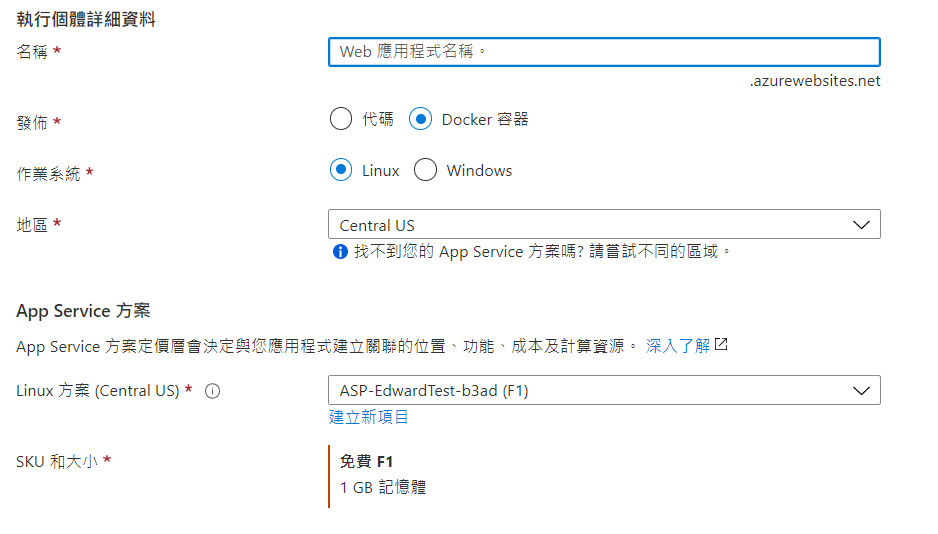 執行個體詳細資料
名稱 *
Web 應用程式名稱。
.azurewebsites.net
發佈 *
代碼 Docker 容器
作業系統 *
Linux Windows
地區 *
Central US
找不到您的 App Service 方案嗎? 請嘗試不同的區域。
App Service 方案
App Service 方案定價層會決定與您應用程式建立關聯的位置、功能、成本及計算資源。 深入了解
Linux 方案 (Central US) *
ASP-EdwardTest-b3ad (F1)
建立新項目
SKU 和大小 *
免費 F1
1 GB 記憶體